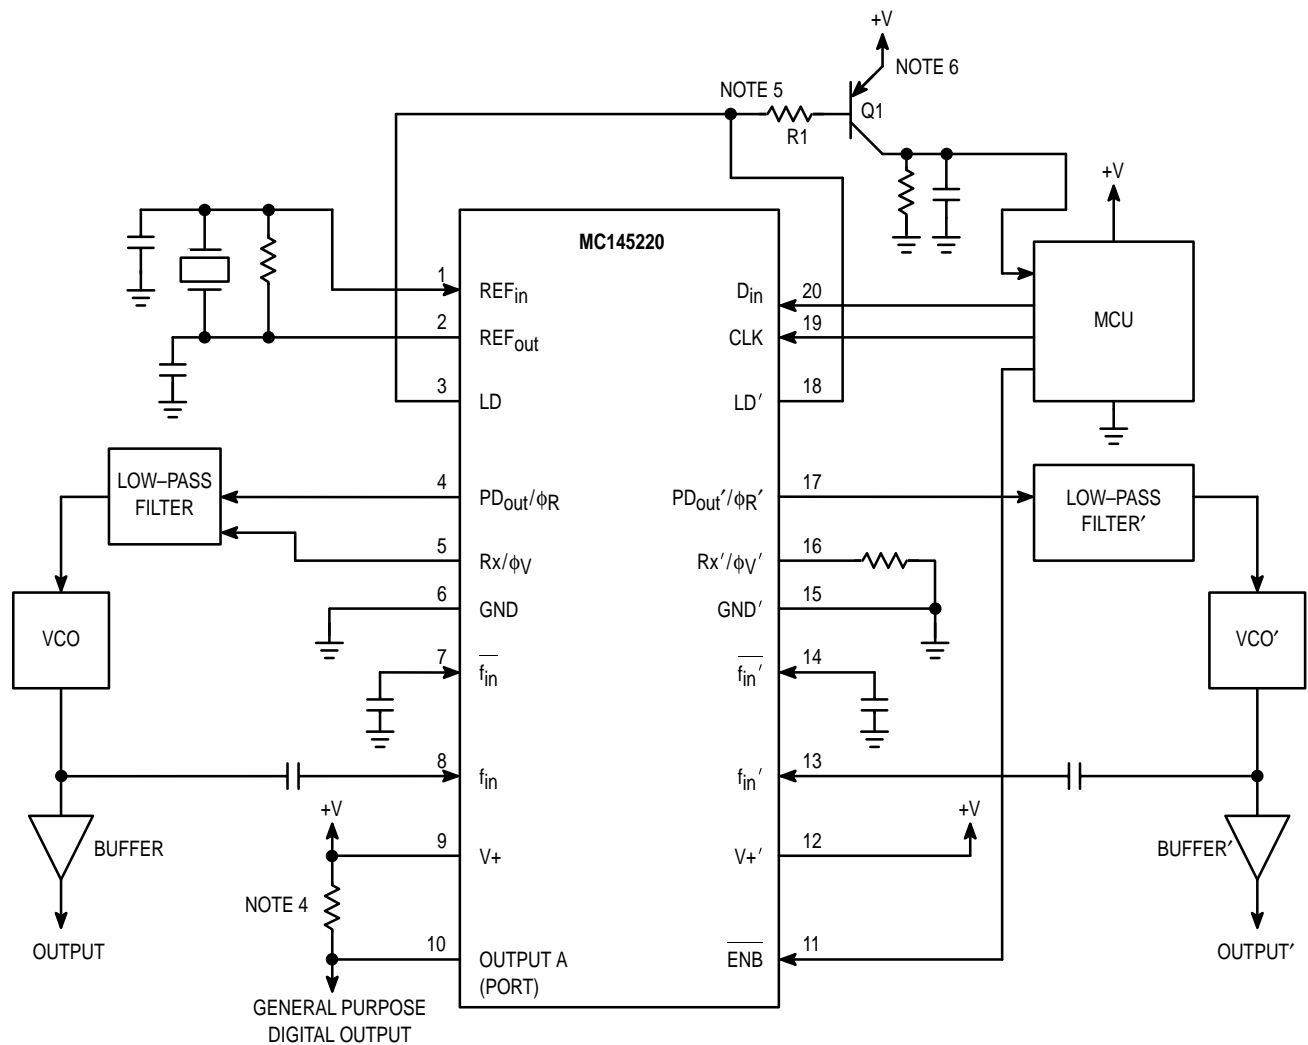 +V
NOTE 6
NOTE 5
Q1
R1
+V
MC145220
1
REFin
Din
20
MCU
2
REFout
CLK
19
3
LD
LD′
18
LOW–PASS
FILTER
4
PDout/ϕR
PDout′/ϕR′
17
LOW–PASS
FILTER′
5
Rx/ϕV
Rx′/ϕV′
16
6
GND
GND′
15
VCO
VCO′
7
fin
fin′
14
8
fin
fin′
13
+V
+V
BUFFER
9
V+
V+′
12
BUFFER′
NOTE 4
OUTPUT
10
OUTPUT A
(PORT)
ENB
11
OUTPUT′
GENERAL PURPOSE
DIGITAL OUTPUT